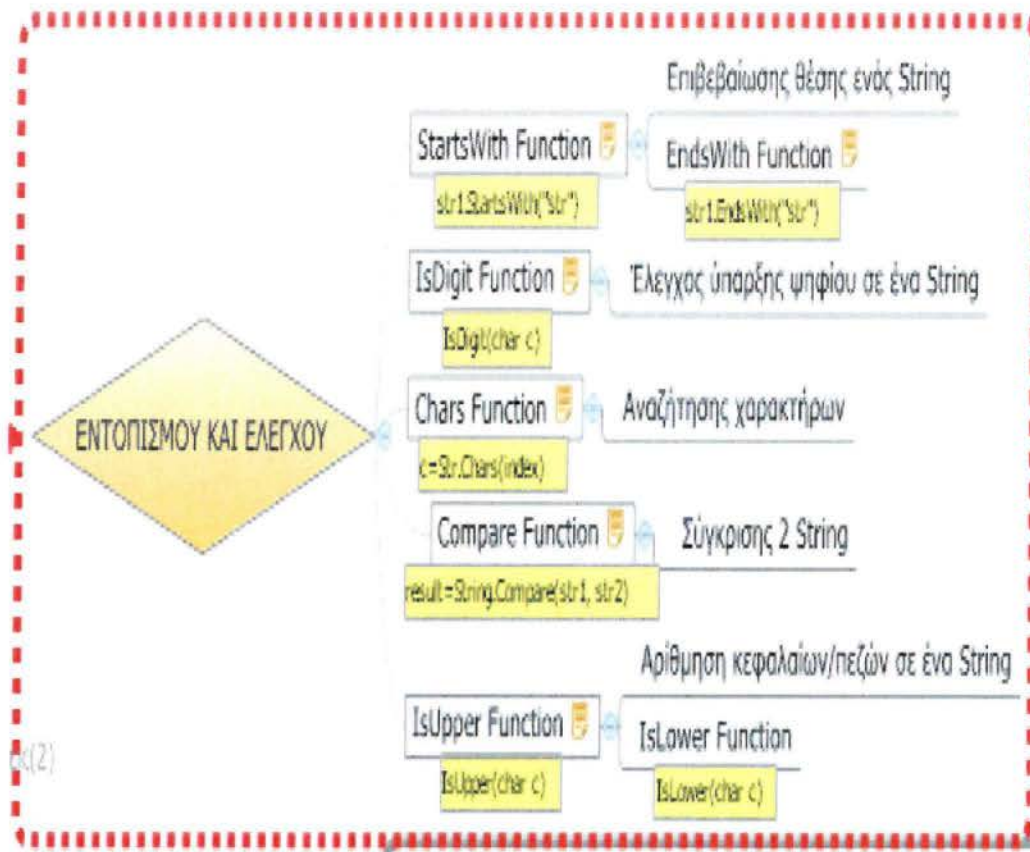 Επιβεβαίωσης θέσης ενός String
StartsWith Function
EndsWith Function
str1.StartsWith("str")
str1.EndsWith("str")
IsDigit Function
Έλεγχος ύπαρξης ψηφίου σε ένα String
IsDigit(char c)
ΕΝΤΟΠΙΣΜΟΥ ΚΑΙ ΕΛΕΓΧΟΥ
Chars Function
Αναζήτησης χαρακτήρων
c=Str.Chars(index)
Compare Function
Σύγκρισης 2 String
result=String.Compare(str1, str2)
Αρίθμηση κεφαλαίων/πεζών σε ένα String
IsUpper Function
IsLower Function
IsUpper(char c)
IsLower(char c)